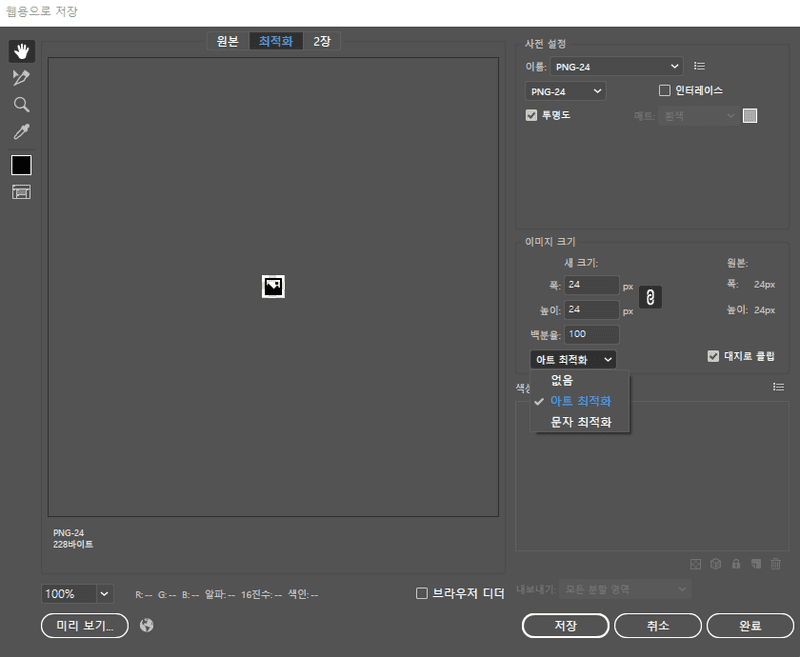 웹용으로 저장
원본 최적화 2장
사전 설정
이름: PNG-24
PNG-24 인터레이스
투명도 매트: 흰색
이미지 크기
새 크기: 원본:
폭: 24 px 폭: 24px
높이: 24 px 높이: 24px
백분율: 100
아트 최적화 대지로 클립
없음
색상
아트 최적화
문자 최적화
PNG-24
228바이트
내보내기: 모든 분할 영역
100% R: -- G: -- B: -- 알파: -- 16진수: -- 색인: -- 브라우저 디더
미리 보기... 저장 취소 완료